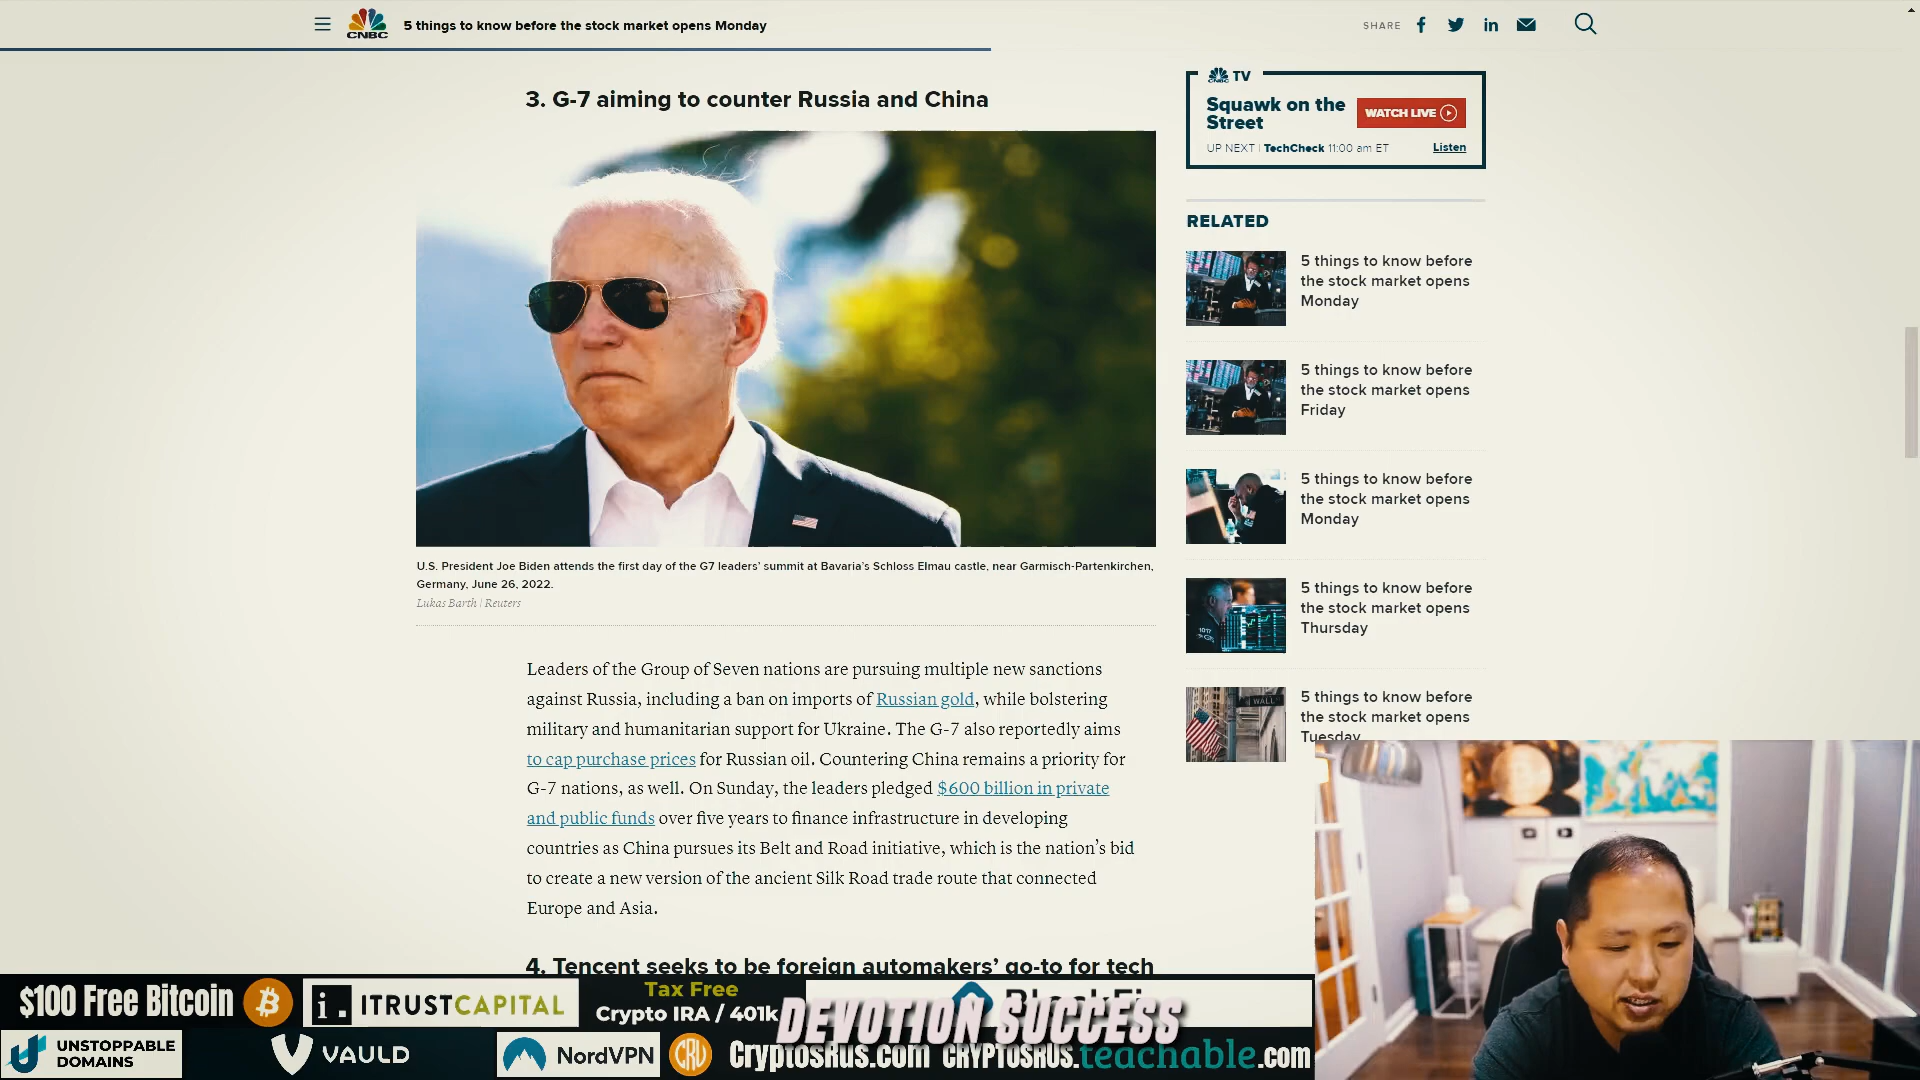 CNBC
5 things to know before the stock market opens Monday
SHARE
3. G-7 aiming to counter Russia and China
U.S. President Joe Biden attends the first day of the G7 leaders’ summit at Bavaria’s Schloss Elmau castle, near Garmisch-Partenkirchen,
Germany, June 26, 2022.
Lukas Barth | Reuters
Leaders of the Group of Seven nations are pursuing multiple new sanctions
against Russia, including a ban on imports of Russian gold, while bolstering
military and humanitarian support for Ukraine. The G-7 also reportedly aims
to cap purchase prices for Russian oil. Countering China remains a priority for
G-7 nations, as well. On Sunday, the leaders pledged $600 billion in private
and public funds over five years to finance infrastructure in developing
countries as China pursues its Belt and Road initiative, which is the nation’s bid
to create a new version of the ancient Silk Road trade route that connected
Europe and Asia.
4. Tencent seeks to be foreign automakers’ go-to for tech
TV
Squawk on the
Street
WATCH LIVE
UP NEXT | TechCheck 11:00 am ET
Listen
RELATED
5 things to know before
the stock market opens
Monday
5 things to know before
the stock market opens
Friday
5 things to know before
the stock market opens
Monday
5 things to know before
the stock market opens
Thursday
5 things to know before
the stock market opens
Tuesday
WALL
$100 Free Bitcoin
ITRUSTCAPITAL
Tax Free
Crypto IRA / 401k
DEVOTION SUCCESS
UNSTOPPABLE
DOMAINS
VAULD
NordVPN
CRU
CryptosRus.com
CRYPTOSRUS.teachable.com